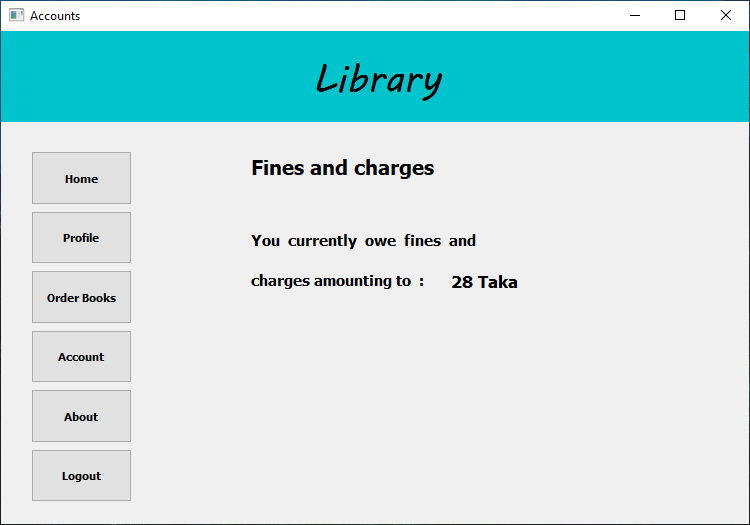 Accounts
Library
Home
Profile
Order Books
Account
About
Logout
Fines and charges
You currently owe fines and
charges amounting to : 28 Taka